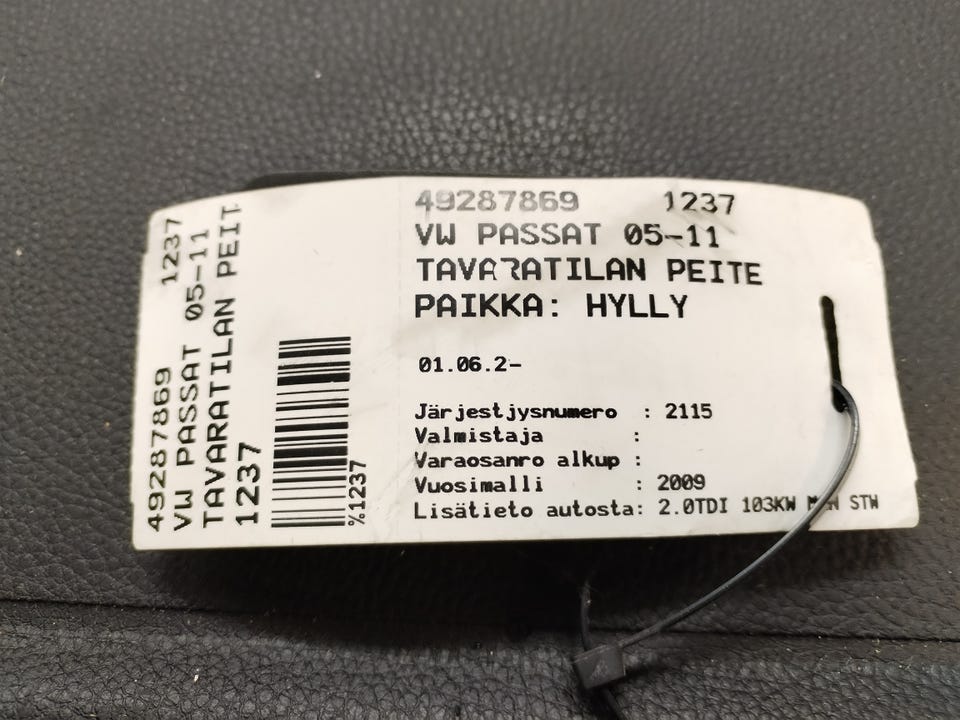 49287869 1237
VW PASSAT 05-11
TAVARATILAN PEIT
1237
%1237
49287869 1237
VW PASSAT 05-11
TAVARATILAN PEITE
PAIKKA: HYLLY
01.06.2-
Järjestjysnumero : 2115
Valmistaja :
Varaosanro alkup :
Vuosimalli : 2009
Lisätieto autosta: 2.0TDI 103KW STW